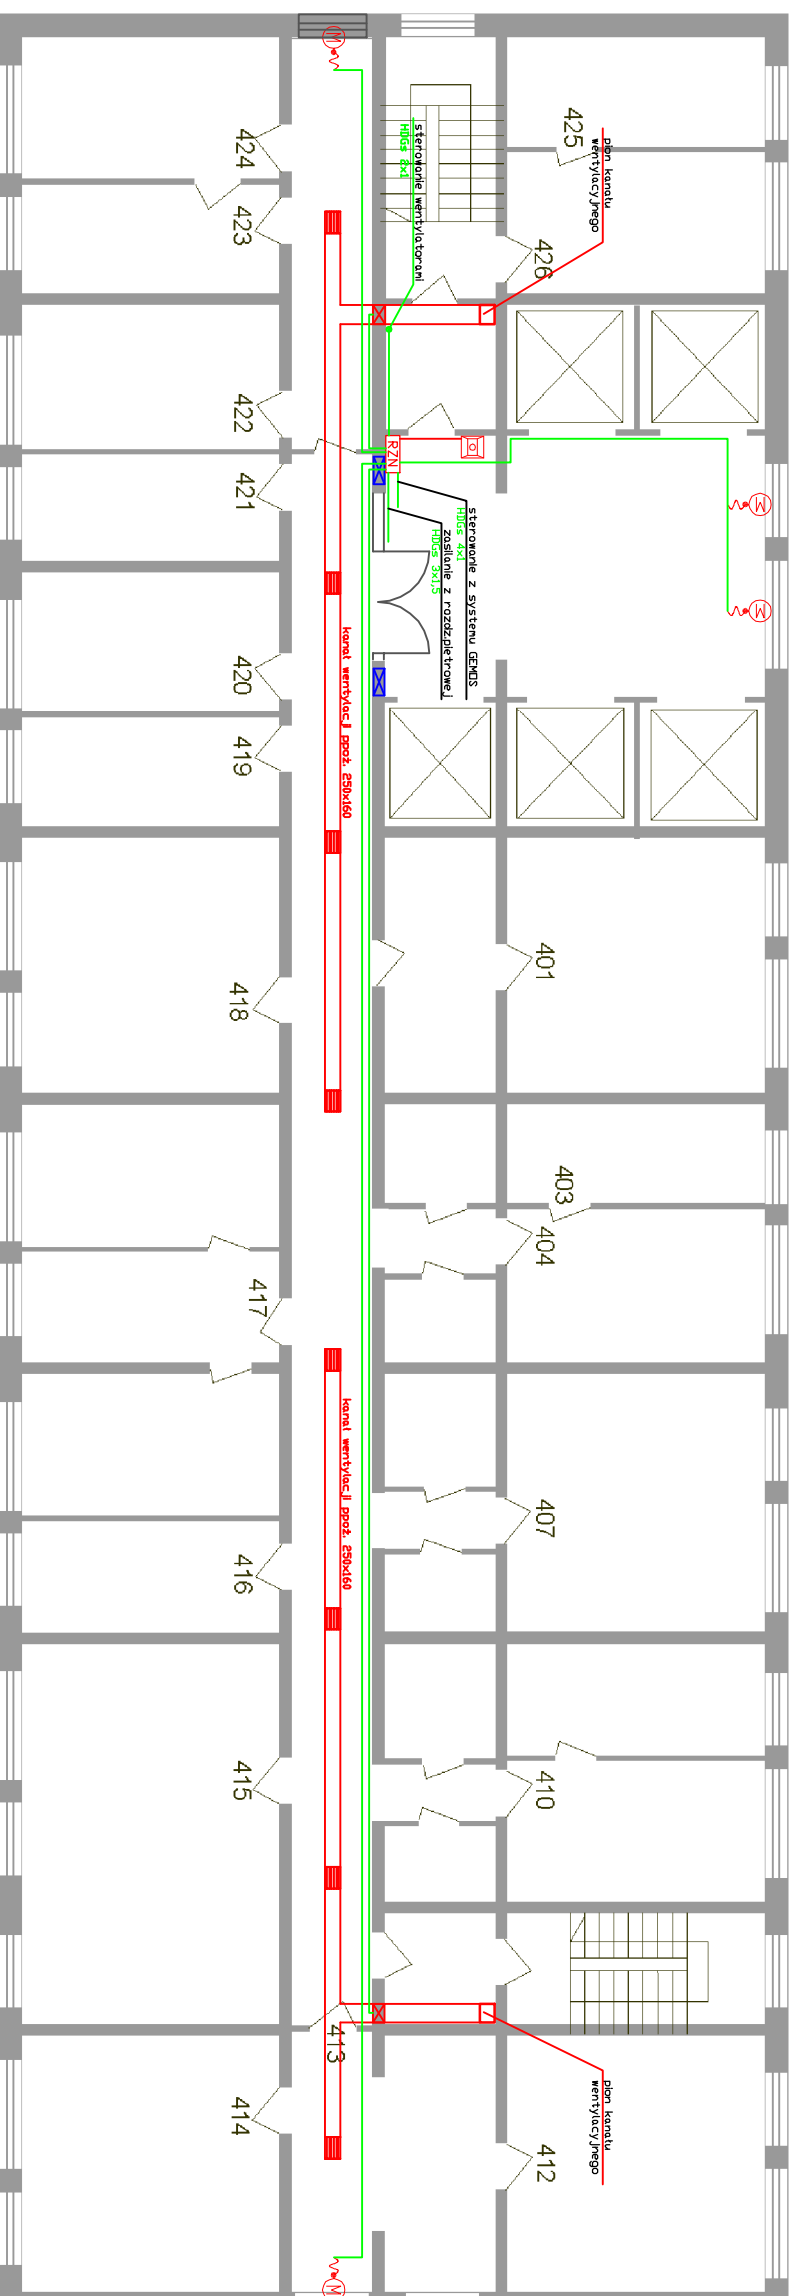 425
pion kanału
wentylacyjnego
424
sterowanie wentylatorami
HDGs 2x1
423
426
422
RZN
421
sterowanie z systemu GEMOS
HDGs 4x1
zasilanie z rozdz.piętrowej
HDGs 3x1,5
M
M
M
kanał wentylacji ppoż. 250x160
420
419
401
418
403
404
417
kanał wentylacji ppoż. 250x160
407
416
415
410
413
pion kanału
wentylacyjnego
414
412
M